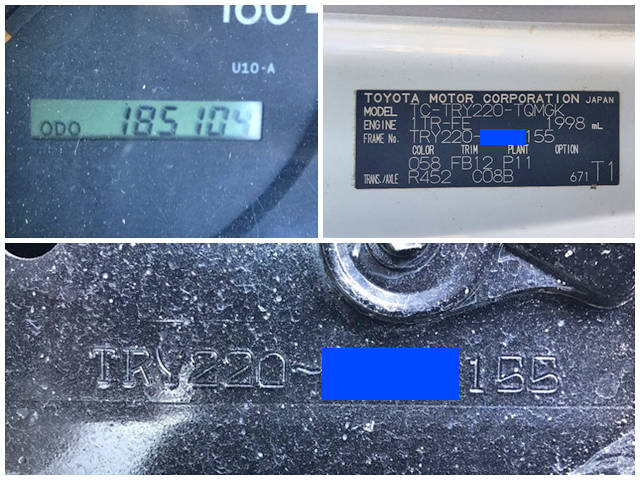 160
U10-A
ODO 185104
TOYOTA MOTOR CORPORATION JAPAN
MODEL TC-TRY220-TQMGK
ENGINE 1TR-FE 1998 mL
FRAME No. TRY220- 155
COLOR TRIM PLANT OPTION
058 FB12 P11
TRANS./AXLE R452 C08B 671 T1
TRY220- 155